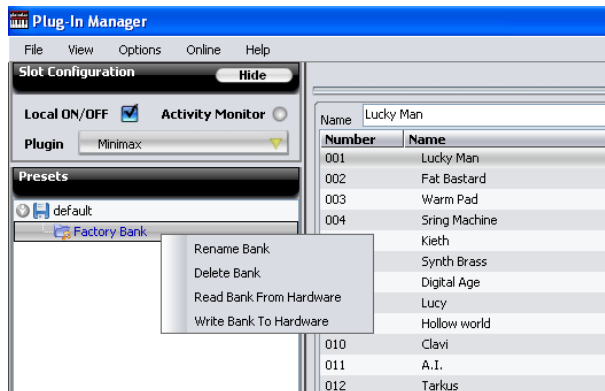 Plug-In Manager
File View Options Online Help
Slot Configuration Hide
Local ON/OFF Activity Monitor
Plugin Minimax
Presets
default
Factory Bank
Rename Bank
Delete Bank
Read Bank From Hardware
Write Bank To Hardware
Name Lucky Man
Number Name
001 Lucky Man
002 Fat Bastard
003 Warm Pad
004 Sring Machine
Kieth
Synth Brass
Digital Age
Lucy
Hollow world
010 Clavi
011 A.I.
012 Tarkus